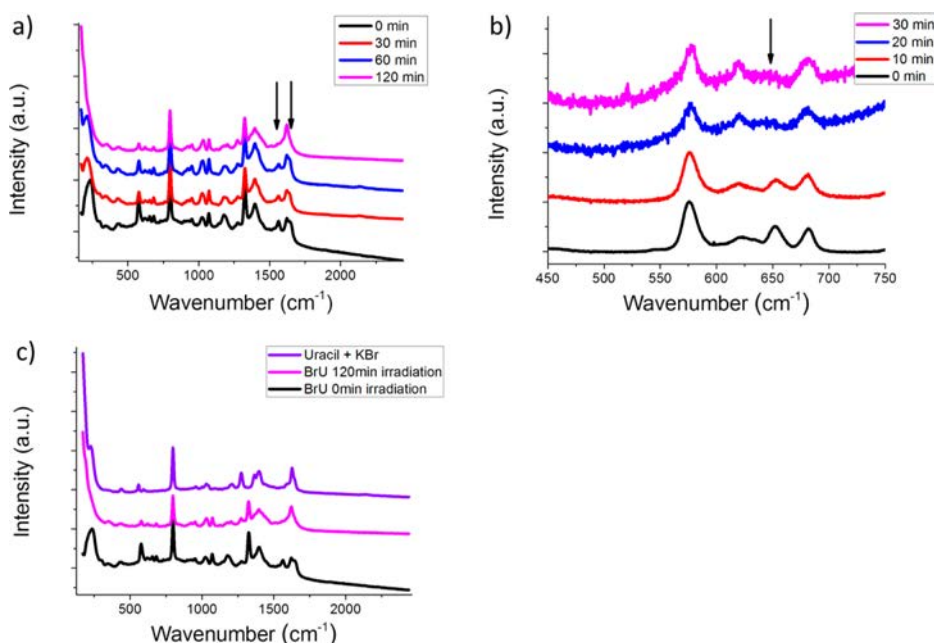 a)
0 min
30 min
60 min
120 min
Intensity (a.u.)
500 1000 1500 2000
Wavenumber (cm⁻¹)
b)
30 min
20 min
10 min
0 min
Intensity (a.u.)
450 500 550 600 650 700 750
Wavenumber (cm⁻¹)
c)
Uracil + KBr
BrU 120min irradiation
BrU 0min irradiation
Intensity (a.u.)
500 1000 1500 2000
Wavenumber (cm⁻¹)